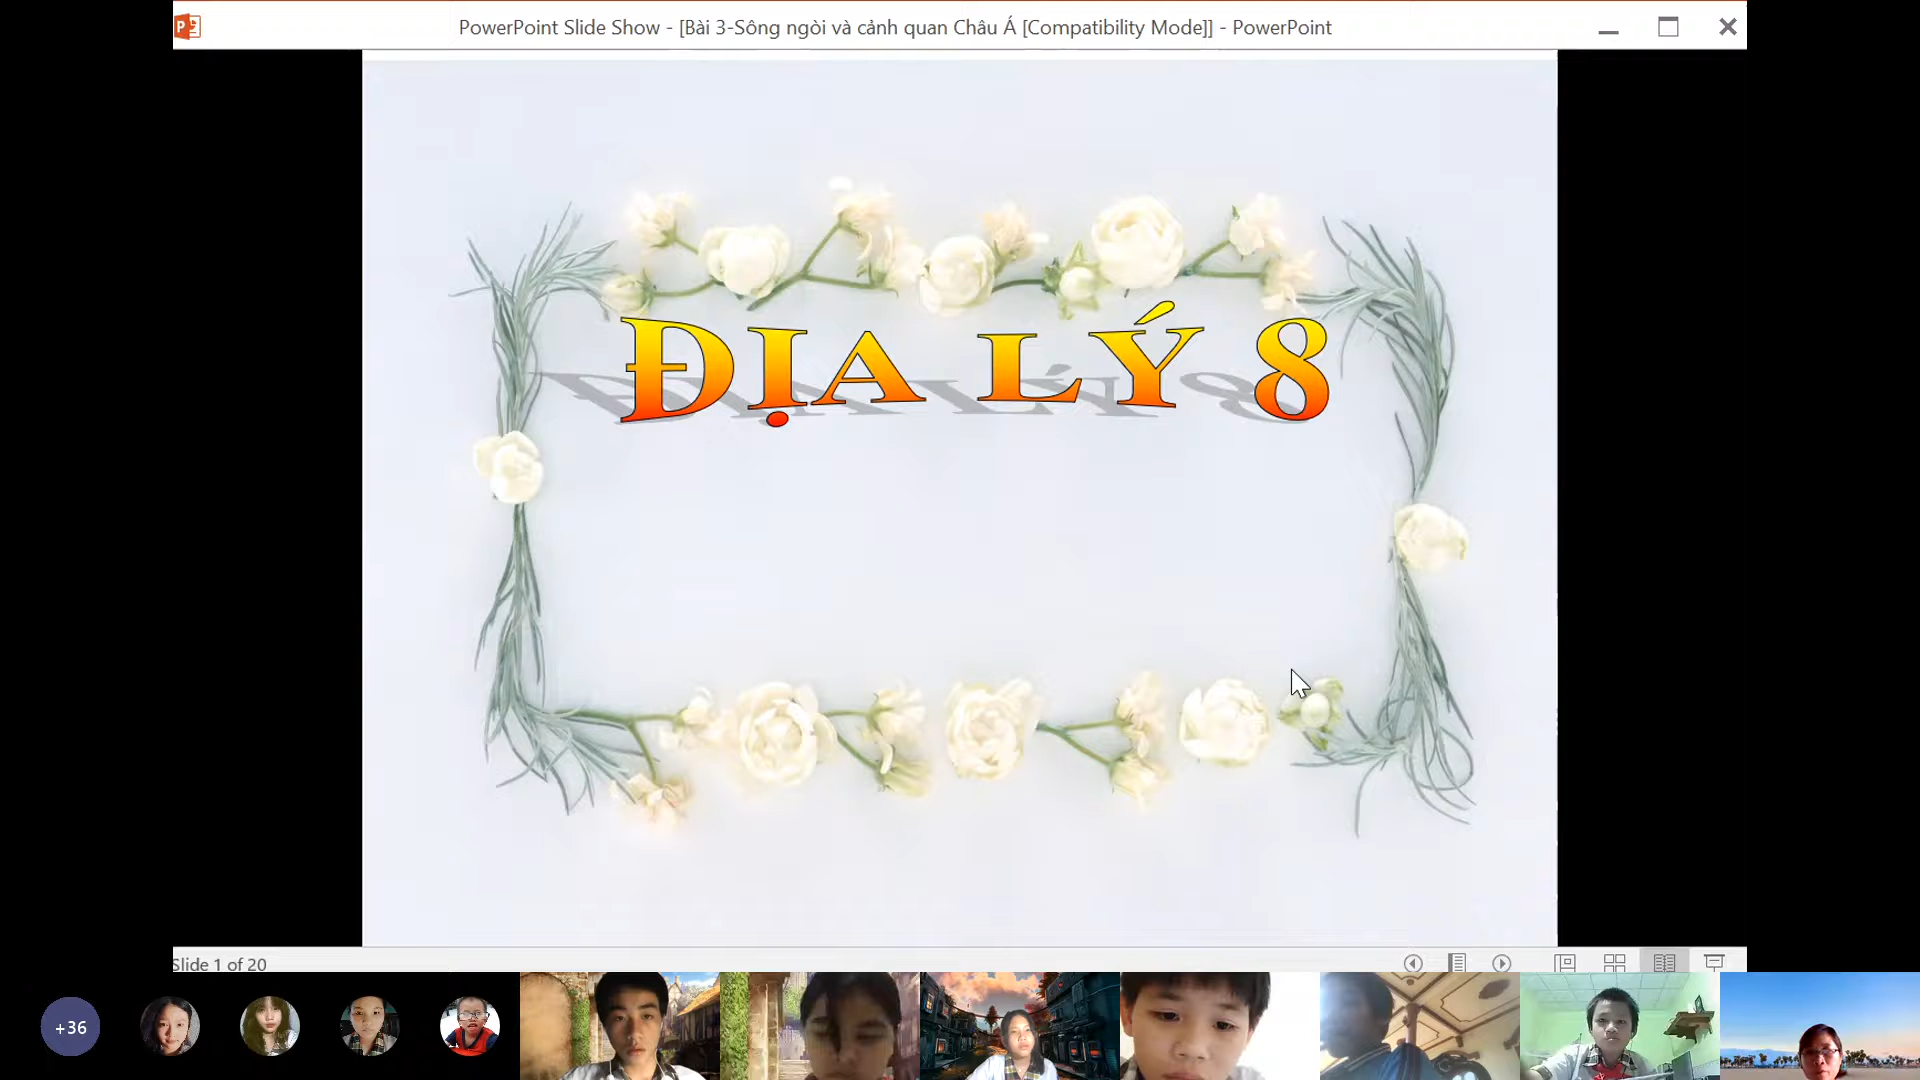 PowerPoint Slide Show - [Bài 3-Sông ngòi và cảnh quan Châu Á [Compatibility Mode]] - PowerPoint
ĐỊA LÝ 8
Slide 1 of 20
+36